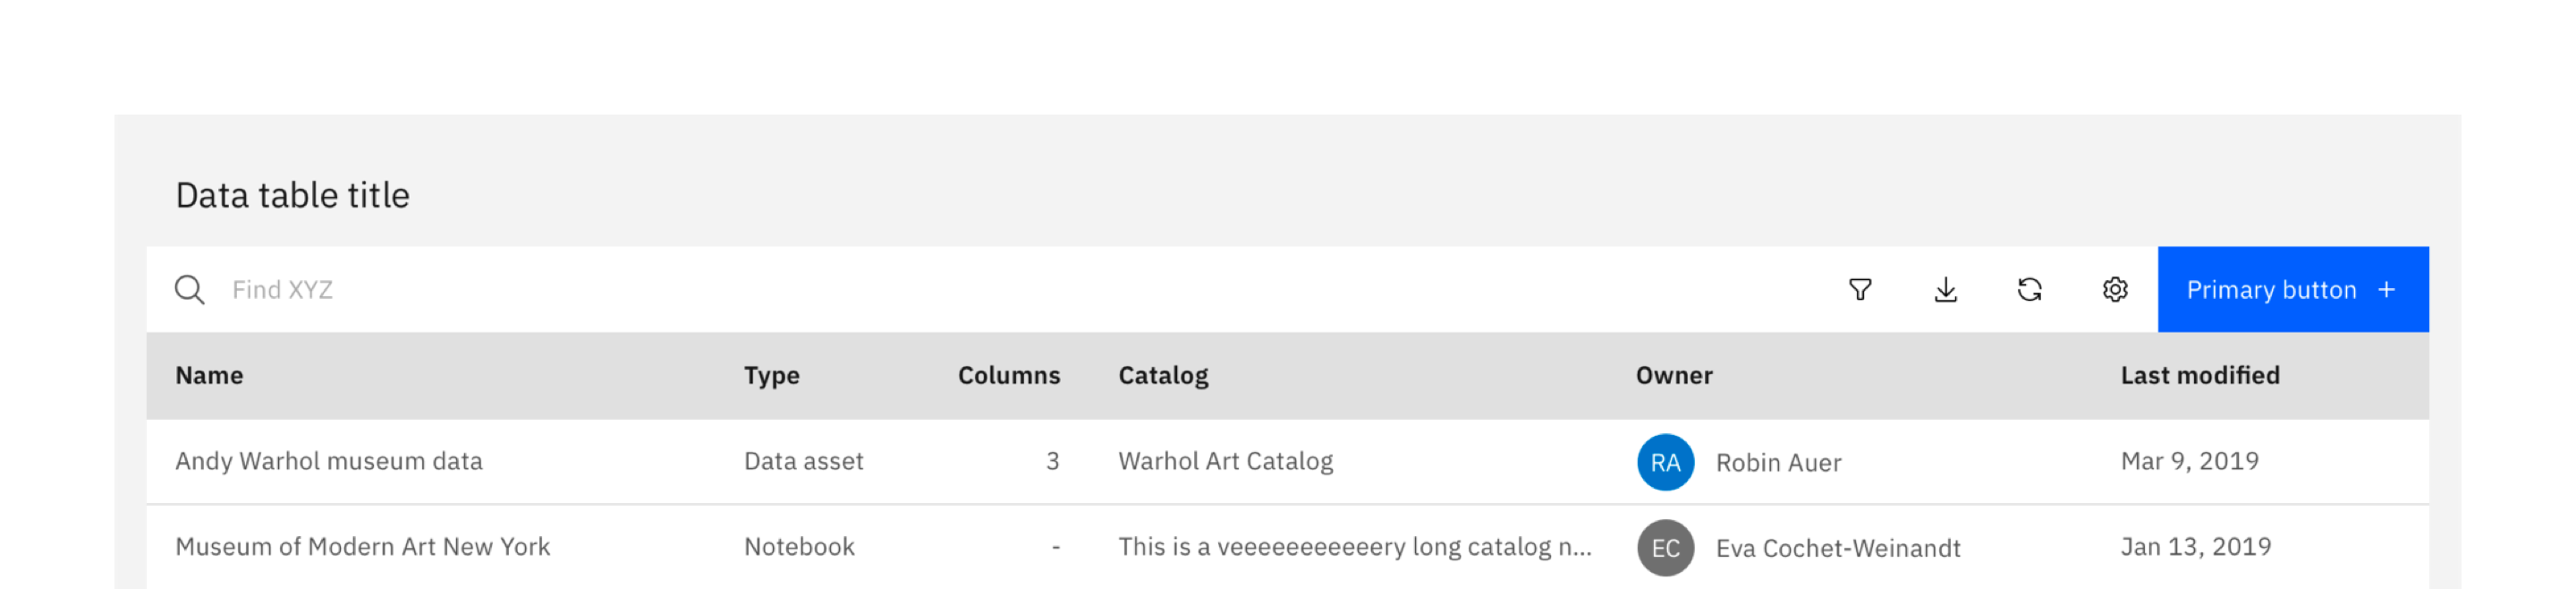 Data table title
Find XYZ Primary button +
Name Type Columns Catalog Owner Last modified
Andy Warhol museum data Data asset 3 Warhol Art Catalog RA Robin Auer Mar 9, 2019
Museum of Modern Art New York Notebook - This is a veeeeeeeeeeery long catalog n... EC Eva Cochet-Weinandt Jan 13, 2019